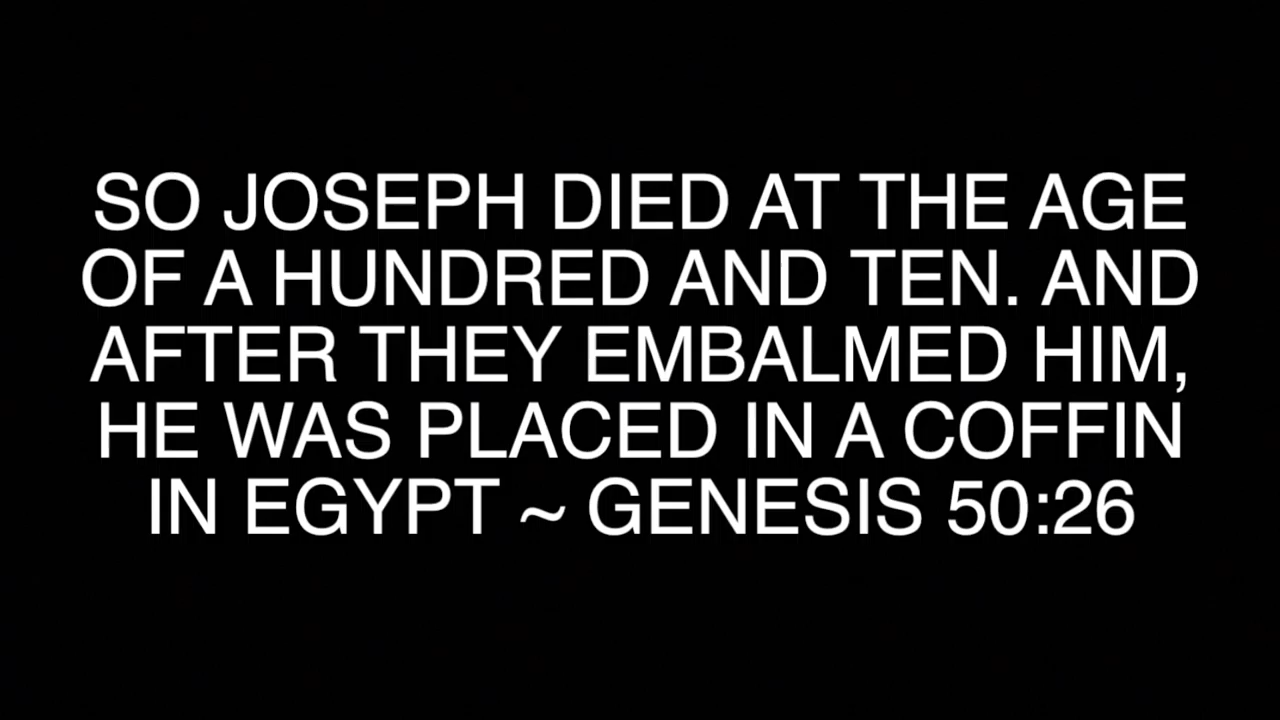 SO JOSEPH DIED AT THE AGE
OF A HUNDRED AND TEN. AND
AFTER THEY EMBALMED HIM,
HE WAS PLACED IN A COFFIN
IN EGYPT ~ GENESIS 50:26